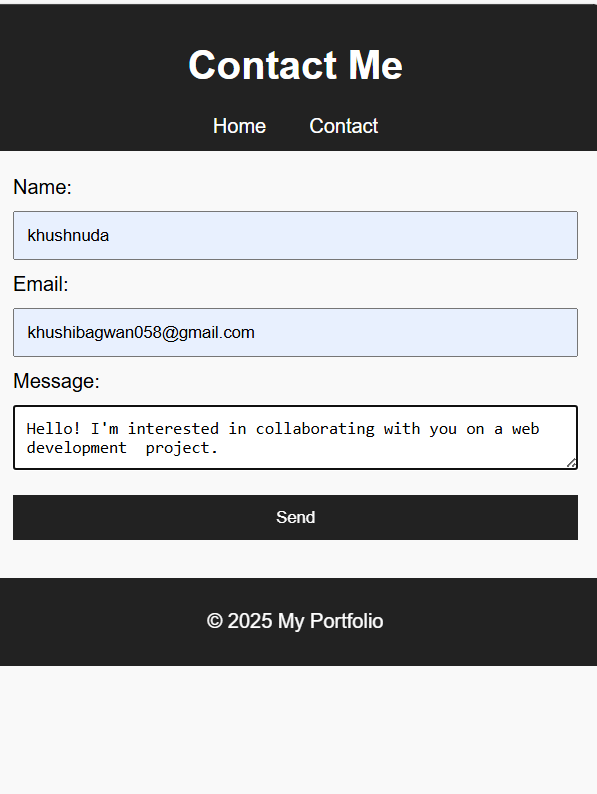 Contact Me
Home Contact
Name:
khushnuda
Email:
khushibagwan058@gmail.com
Message:
Hello! I'm interested in collaborating with you on a web
development  project.
Send
© 2025 My Portfolio